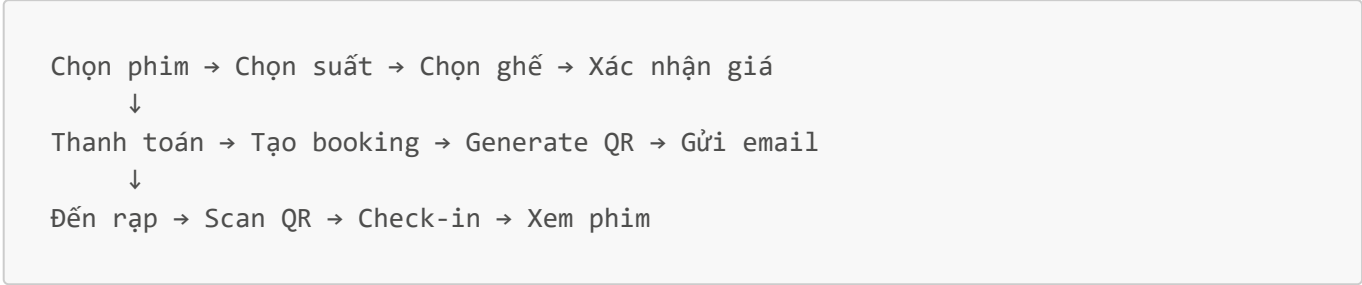 Chọn phim → Chọn suất → Chọn ghế → Xác nhận giá
↓
Thanh toán → Tạo booking → Generate QR → Gửi email
↓
Đến rạp → Scan QR → Check-in → Xem phim